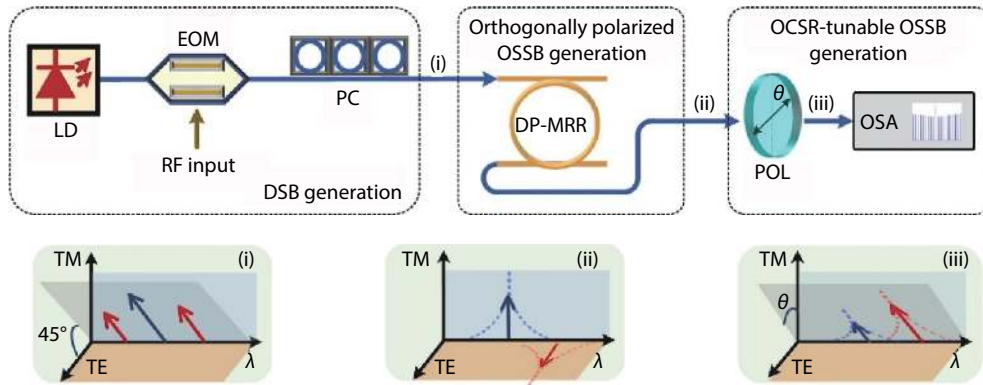 EOM
LD
RF input
PC
(i)
DSB generation
Orthogonally polarized
OSSB generation
DP-MRR
(ii)
OCSR-tunable OSSB
generation
θ
(iii)
POL
OSA
TM
(i)
45°
TE
λ
TM
(ii)
TE
λ
TM
(iii)
θ
TE
λ